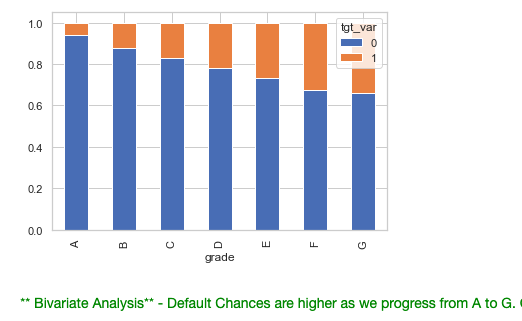 1.0
0.8
0.6
0.4
0.2
0.0
tgt_var
0
1
A B C D E F G
grade
** Bivariate Analysis** - Default Chances are higher as we progress from A to G.